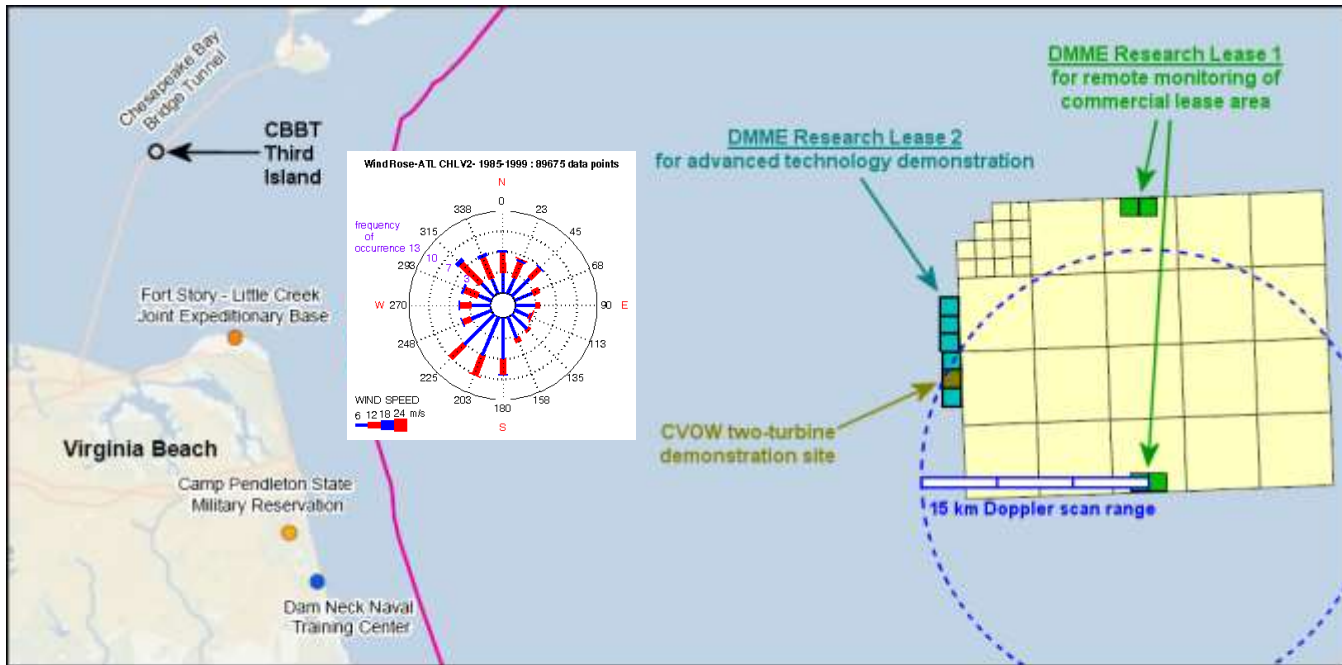 Chesapeake Bay
Bridge Tunnel
CBBT
Third
Island
DMME Research Lease 1
for remote monitoring of
commercial lease area
DMME Research Lease 2
for advanced technology demonstration
Wind Rose-ATL CHLV2- 1985-1999 : 89675 data points
N
0
338
23
frequency
of
occurrence 13
315
45
10
7
3
293
68
W 270
90 E
248
113
225
135
203
158
180
S
WIND SPEED
6 12 18 24 m/s
Fort Story - Little Creek
Joint Expeditionary Base
Virginia Beach
Camp Pendleton State
Military Reservation
Dam Neck Naval
Training Center
CVOW two-turbine
demonstration site
15 km Doppler scan range